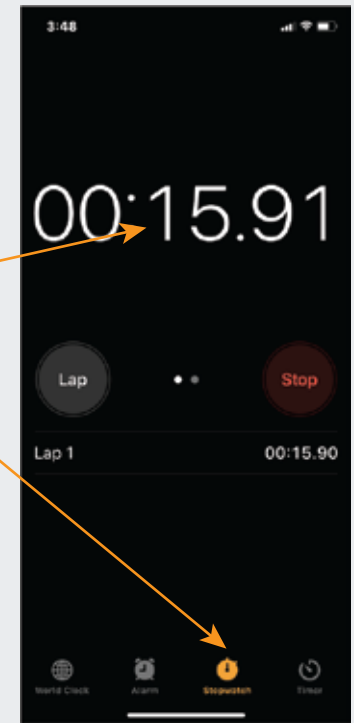 3:48
00:15.91
Lap Stop
Lap 1 00:15.90
World Clock Alarm Stopwatch Timer